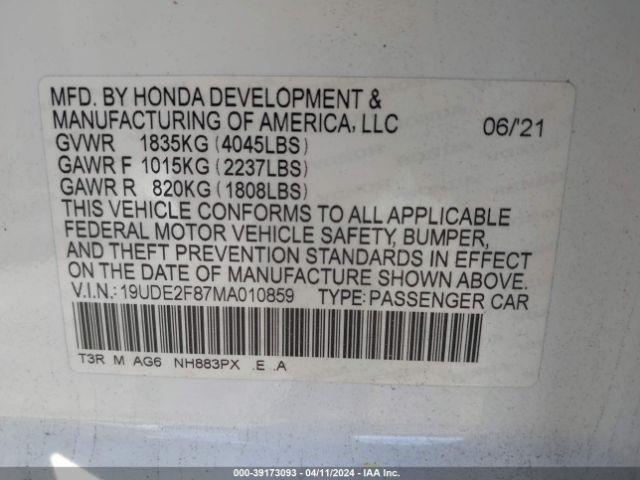 MFD. BY HONDA DEVELOPMENT &
MANUFACTURING OF AMERICA, LLC 06/'21
GVWR 1835KG (4045LBS)
GAWR F 1015KG (2237LBS)
GAWR R 820KG (1808LBS)
THIS VEHICLE CONFORMS TO ALL APPLICABLE
FEDERAL MOTOR VEHICLE SAFETY, BUMPER,
AND THEFT PREVENTION STANDARDS IN EFFECT
ON THE DATE OF MANUFACTURE SHOWN ABOVE.
V.I.N.: 19UDE2F87MA010859 TYPE: PASSENGER CAR
T3R M AG6 NH883PX .E .A
000-39173093 / 04/11/2024 - IAA Inc.